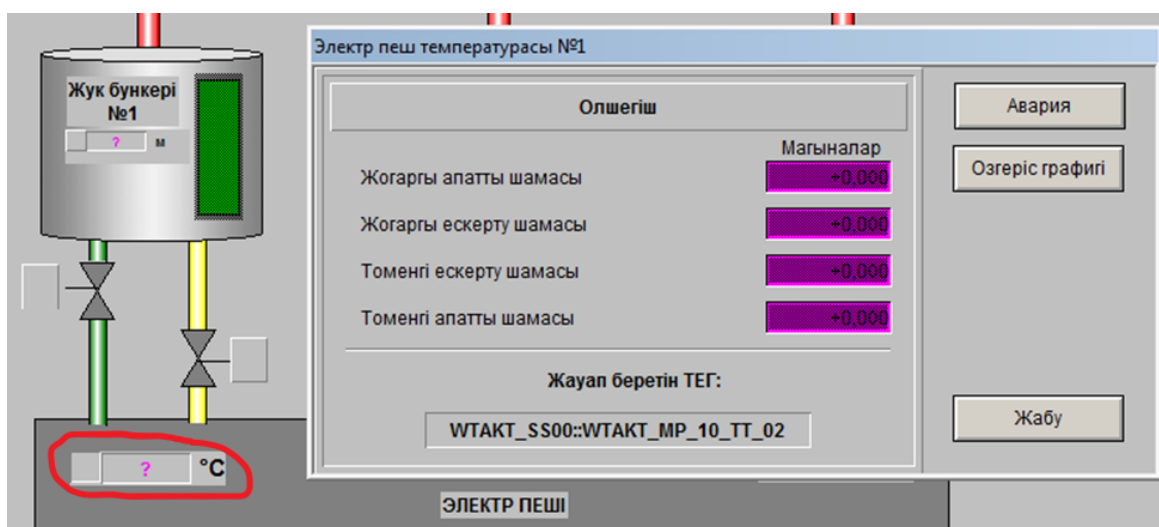 Электр пеш температурасы №1
Жук бункері
№1
? м
Олшегіш
Магыналар
Жогаргы апатты шамасы +0,000
Жогаргы ескерту шамасы +0,000
Томенгі ескерту шамасы +0,000
Томенгі апатты шамасы +0,000
Жауап беретін ТЕГ:
WTAKT_SS00::WTAKT_MP_10_TT_02
Авария
Озгеріс графигі
Жабу
? °C
ЭЛЕКТР ПЕШІ